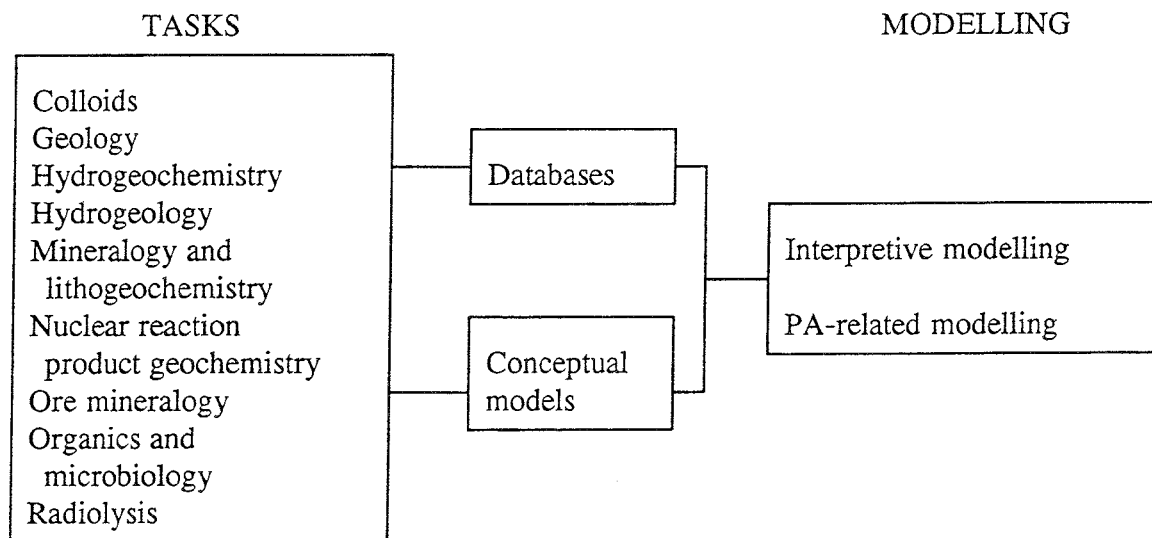 TASKS
MODELLING
Colloids
Geology
Hydrogeochemistry
Hydrogeology
Mineralogy and
lithogeochemistry
Nuclear reaction
product geochemistry
Ore mineralogy
Organics and
microbiology
Radiolysis
Databases
Conceptual
models
Interpretive modelling
PA-related modelling